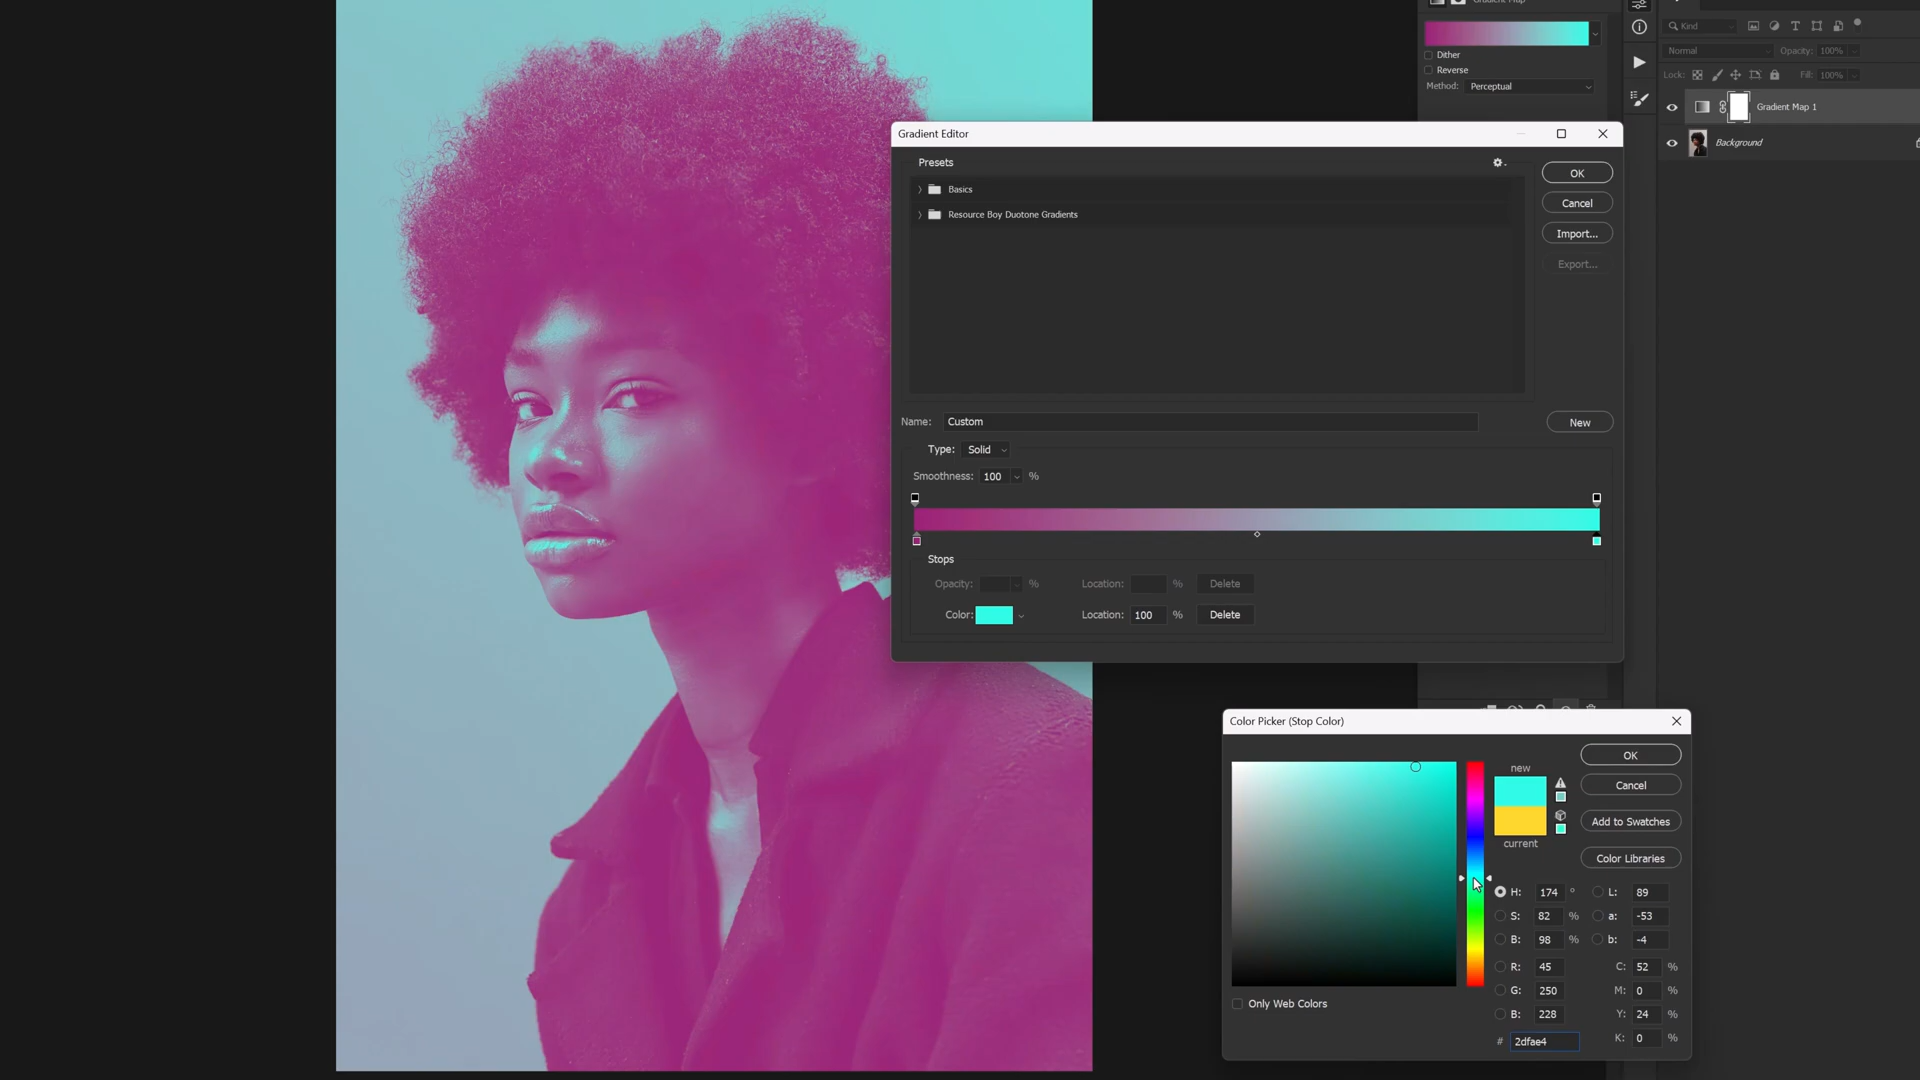 Gradient Map
Dither
Reverse
Method: Perceptual
Kind
Normal Opacity: 100%
Lock: Fill: 100%
Gradient Map 1
Background
Gradient Editor
Presets
Basics
Resource Boy Duotone Gradients
OK
Cancel
Import...
Export...
Name: Custom
New
Type: Solid
Smoothness: 100 %
Stops
Opacity: % Location: % Delete
Color: Location: 100 % Delete
Color Picker (Stop Color)
new
current
OK
Cancel
Add to Swatches
Color Libraries
H: 174 ° L: 89
S: 82 % a: -53
B: 98 % b: -4
R: 45 C: 52 %
G: 250 M: 0 %
B: 228 Y: 24 %
# 2dfae4 K: 0 %
Only Web Colors